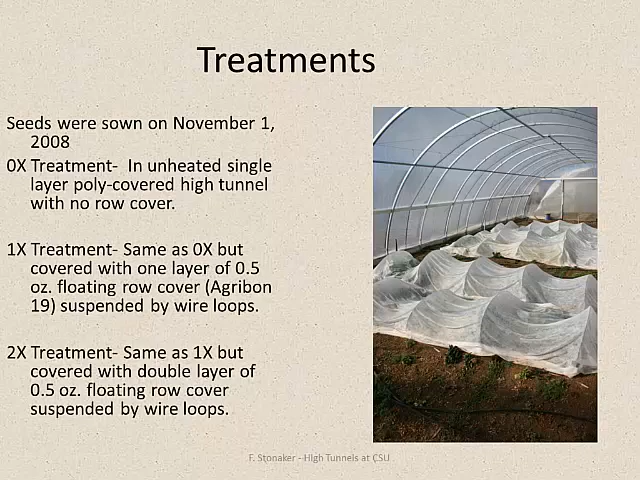 Treatments
Seeds were sown on November 1,
2008
0X Treatment- In unheated single
layer poly-covered high tunnel
with no row cover.
1X Treatment- Same as 0X but
covered with one layer of 0.5
oz. floating row cover (Agribon
19) suspended by wire loops.
2X Treatment- Same as 1X but
covered with double layer of
0.5 oz. floating row cover
suspended by wire loops.
F. Stonaker - High Tunnels at CSU